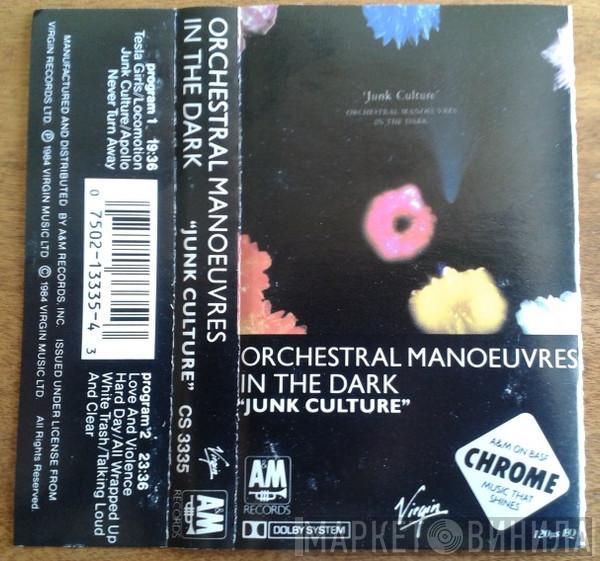 MANUFACTURED AND DISTRIBUTED BY A&M RECORDS, INC. ISSUED UNDER LICENSE FROM
VIRGIN RECORDS LTD ℗ 1984 VIRGIN MUSIC LTD © 1984 VIRGIN MUSIC LTD. All Rights Reserved.
program 1 19:36
Tesla Girls/Locomotion
Junk Culture/Apollo
Never Turn Away
0 7502-13335-4 3
program 2 23:36
Love And Violence
Hard Day/All Wrapped Up
White Trash/Talking Loud
And Clear
ORCHESTRAL MANOEUVRES
IN THE DARK
"JUNK CULTURE"
CS 3335
Virgin
A&M
RECORDS
'Junk Culture'
ORCHESTRAL MANOEUVRES
IN THE DARK
ORCHESTRAL MANOEUVRES
IN THE DARK
"JUNK CULTURE"
A&M
RECORDS
DOLBY SYSTEM
Virgin
A&M ON BASF
CHROME
MUSIC THAT
SHINES
120µs EQ
МАРКЕТ ВИНИЛА